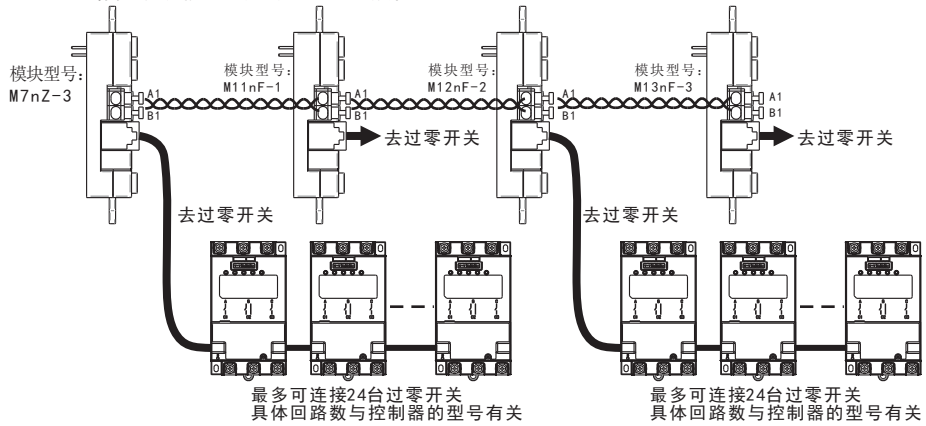 模块型号:
M7nZ-3
A1
B1
模块型号:
M11nF-1
A1
B1
模块型号:
M12nF-2
A1
B1
模块型号:
M13nF-3
A1
B1
去过零开关
去过零开关
去过零开关
去过零开关
最多可连接24台过零开关
具体回路数与控制器的型号有关
最多可连接24台过零开关
具体回路数与控制器的型号有关